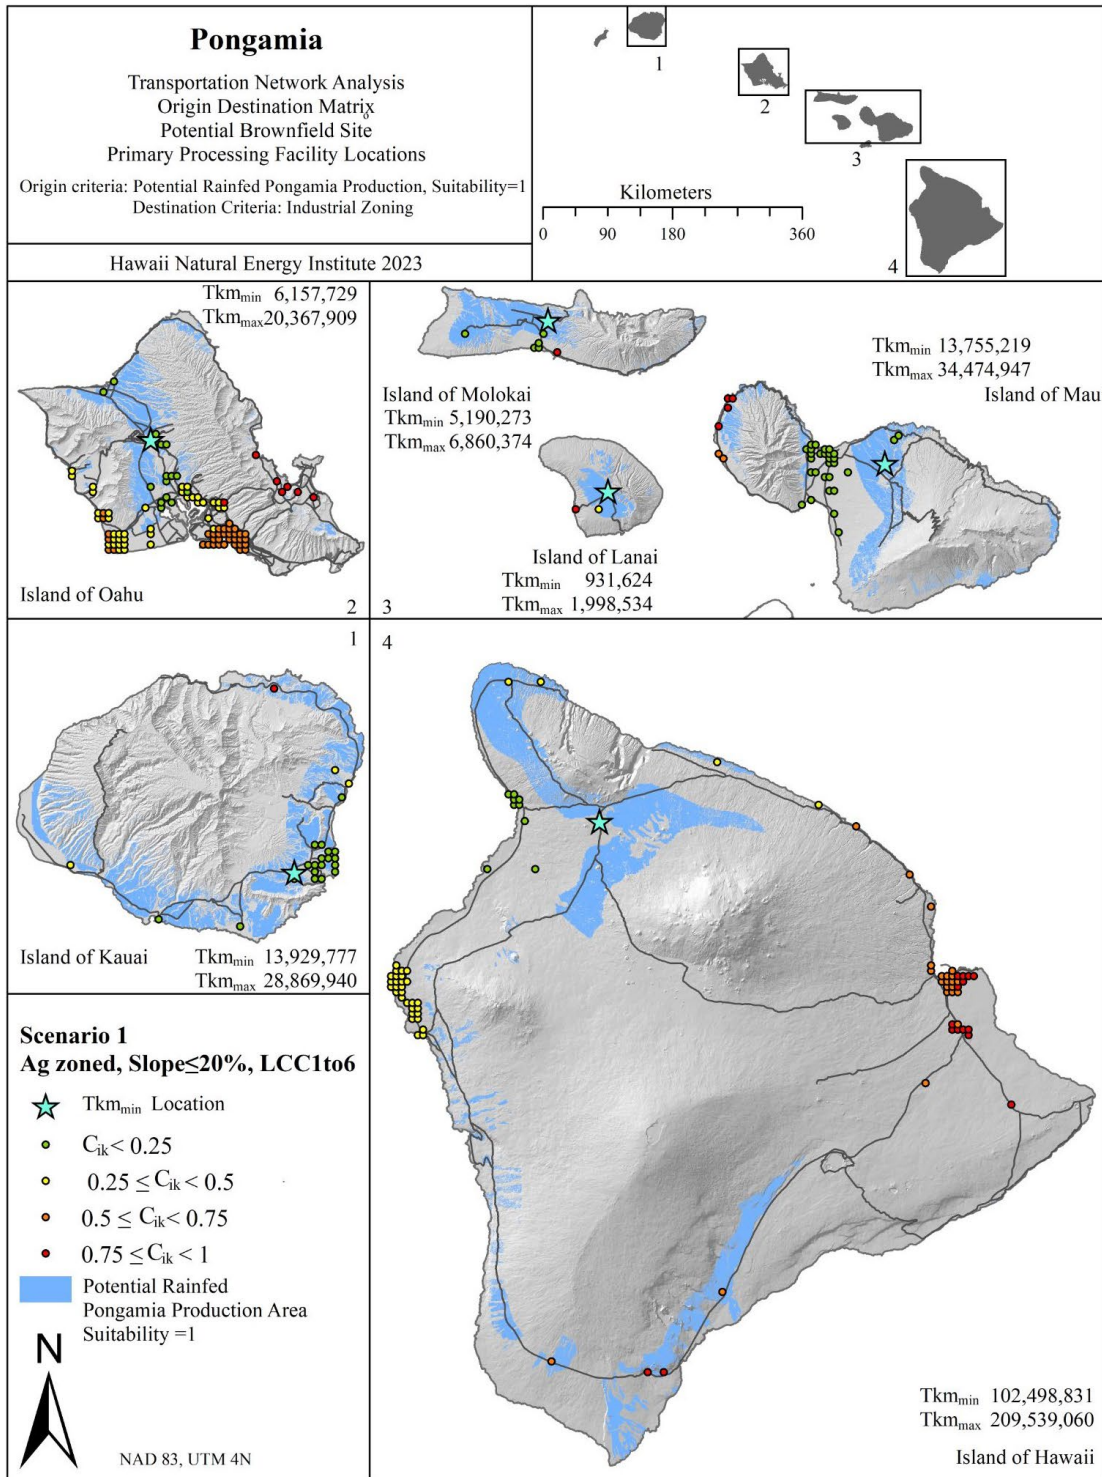 Pongamia
Transportation Network Analysis
Origin Destination Matrix
Potential Brownfield Site
Primary Processing Facility Locations
Origin criteria: Potential Rainfed Pongamia Production, Suitability=1
Destination Criteria: Industrial Zoning
Hawaii Natural Energy Institute 2023
1
2
3
4
Kilometers
0 90 180 360
Tkmmin 6,157,729
Tkmmax 20,367,909
Island of Oahu
2
Island of Molokai
Tkmmin 5,190,273
Tkmmax 6,860,374
Island of Lanai
Tkmmin 931,624
Tkmmax 1,998,534
Tkmmin 13,755,219
Tkmmax 34,474,947
Island of Mau
3
1
Island of Kauai
Tkmmin 13,929,777
Tkmmax 28,869,940
4
Tkmmin 102,498,831
Tkmmax 209,539,060
Island of Hawaii
Scenario 1
Ag zoned, Slope≤20%, LCC1to6
Tkmmin Location
Cik < 0.25
0.25 ≤ Cik < 0.5
0.5 ≤ Cik < 0.75
0.75 ≤ Cik < 1
Potential Rainfed
Pongamia Production Area
Suitability =1
N
NAD 83, UTM 4N